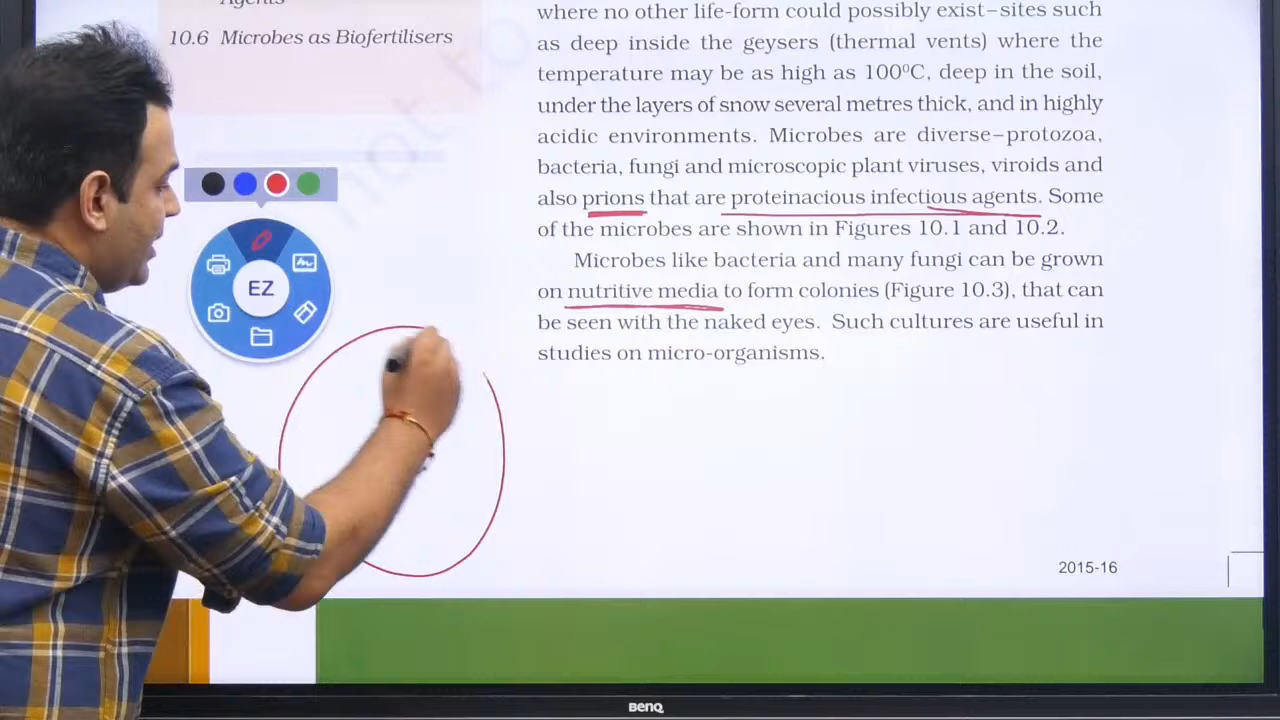 Agents
10.6 Microbes as Biofertilisers
where no other life-form could possibly exist–sites such
as deep inside the geysers (thermal vents) where the
temperature may be as high as 100⁰C, deep in the soil,
under the layers of snow several metres thick, and in highly
acidic environments. Microbes are diverse–protozoa,
bacteria, fungi and microscopic plant viruses, viroids and
also prions that are proteinacious infectious agents. Some
of the microbes are shown in Figures 10.1 and 10.2.
Microbes like bacteria and many fungi can be grown
on nutritive media to form colonies (Figure 10.3), that can
be seen with the naked eyes. Such cultures are useful in
studies on micro-organisms.
not to
EZ
2015-16
BenQ